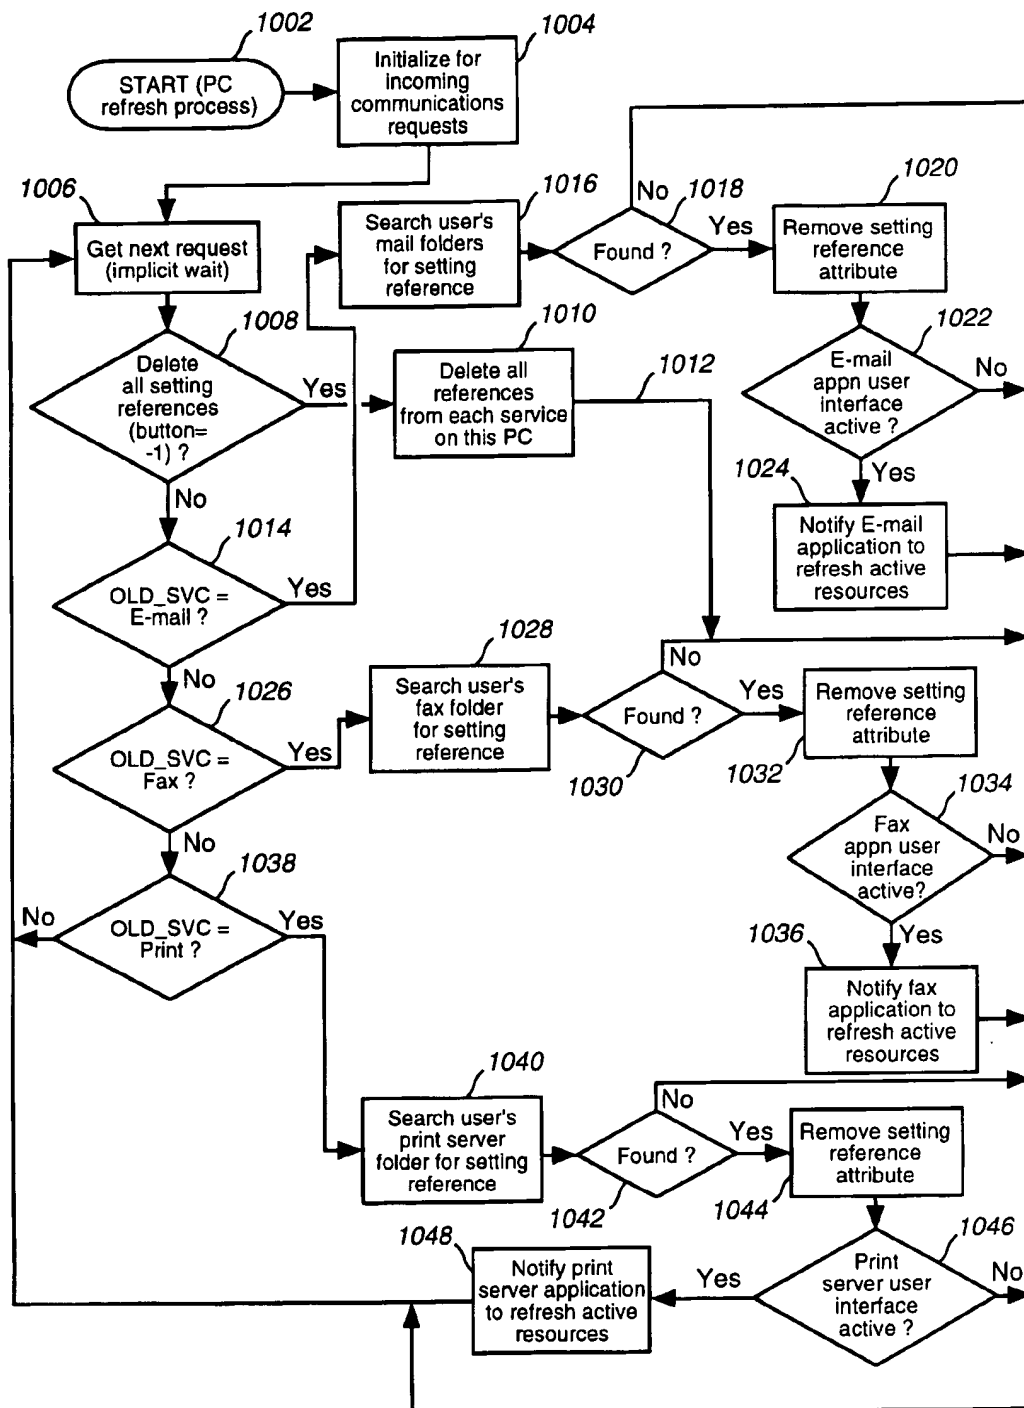 1002
START (PC
refresh process)
1004
Initialize for
incoming
communications
requests
1006
Get next request
(implicit wait)
1016
Search user's
mail folders
for setting
reference
No
1018
Found ?
Yes
1020
Remove setting
reference
attribute
1008
Delete
all setting
references
(button=
-1) ?
Yes
No
1010
Delete all
references
from each service
on this PC
1012
1022
E-mail
appn user
interface
active ?
No
Yes
1024
Notify E-mail
application to
refresh active
resources
1014
OLD_SVC =
E-mail ?
Yes
No
1026
OLD_SVC =
Fax ?
Yes
No
1028
Search user's
fax folder
for setting
reference
No
Found ?
1030
Yes
Remove setting
reference
attribute
1032
1034
Fax
appn user
interface
active?
No
Yes
1036
Notify fax
application to
refresh active
resources
1038
OLD_SVC =
Print ?
No
Yes
1040
Search user's
print server
folder for setting
reference
No
Found ?
1042
Yes
Remove setting
reference
attribute
1044
1046
Print
server user
interface
active ?
No
Yes
1048
Notify print
server application
to refresh active
resources